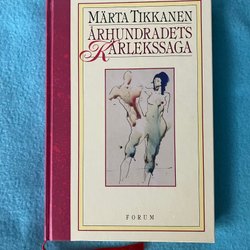 MÄRTA TIKKANEN
ÅRHUNDRADETS
KÄRLEKSSAGA
FORUM